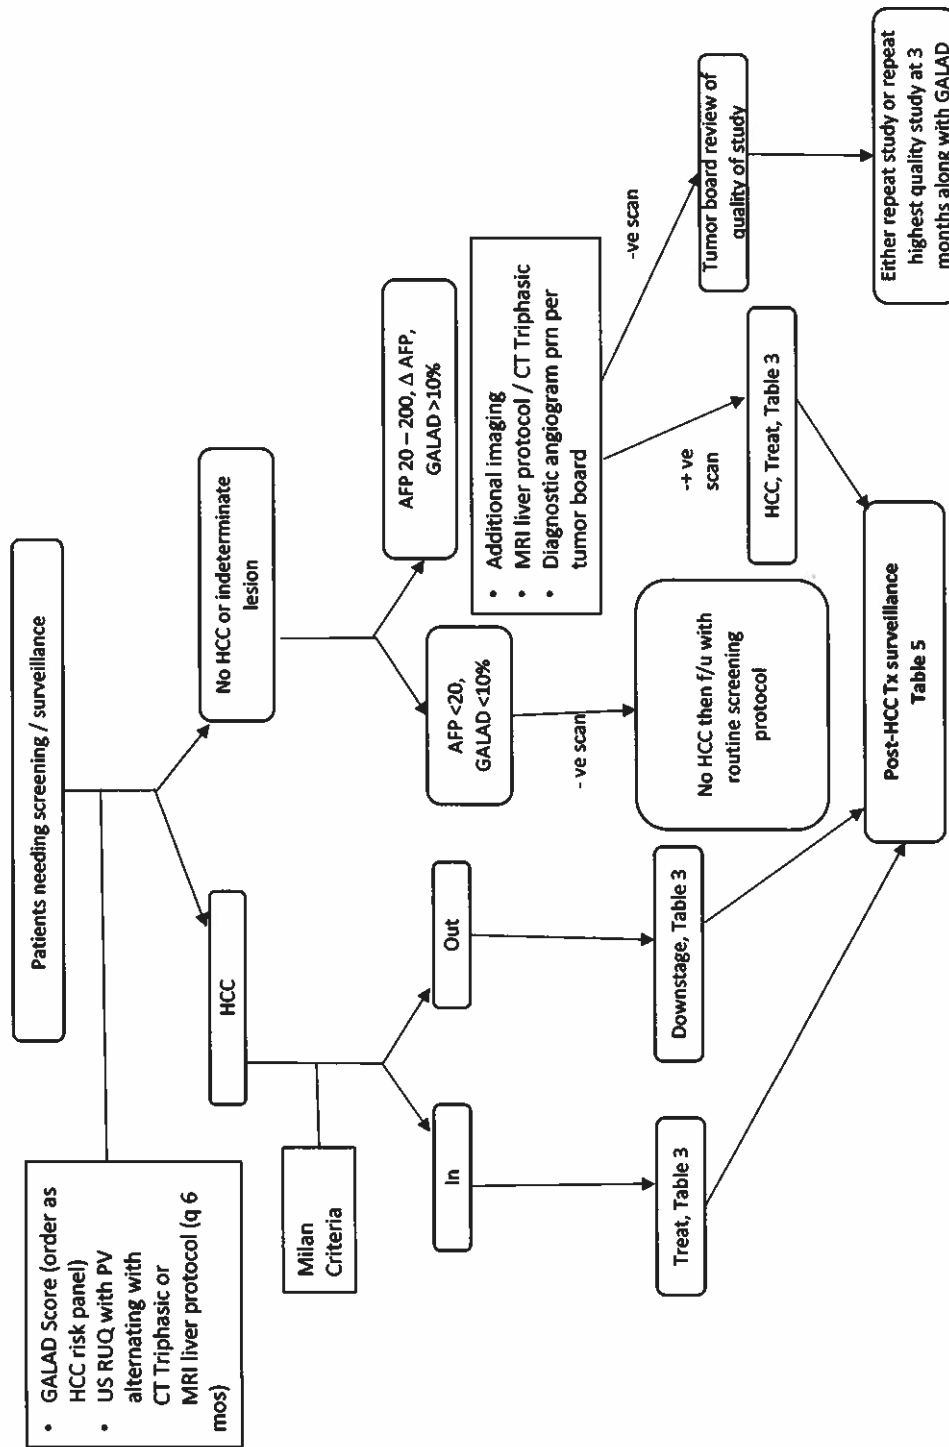 Patients needing screening / surveillance
• GALAD Score (order as
HCC risk panel)
• US RUQ with PV
alternating with
CT Triphasic or
MRI liver protocol (q 6
mos)
HCC
No HCC or indeterminate
lesion
Milan
Criteria
In
Out
AFP <20,
GALAD <10%
AFP 20 – 200, Δ AFP,
GALAD >10%
• Additional imaging
• MRI liver protocol / CT Triphasic
• Diagnostic angiogram prn per
tumor board
- ve scan
-+ ve
scan
-ve scan
Treat, Table 3
Downstage, Table 3
No HCC then f/u with
routine screening
protocol
HCC, Treat, Table 3
Tumor board review of
quality of study
Post-HCC Tx surveillance
Table 5
Either repeat study or repeat
highest quality study at 3
months along with GALAD